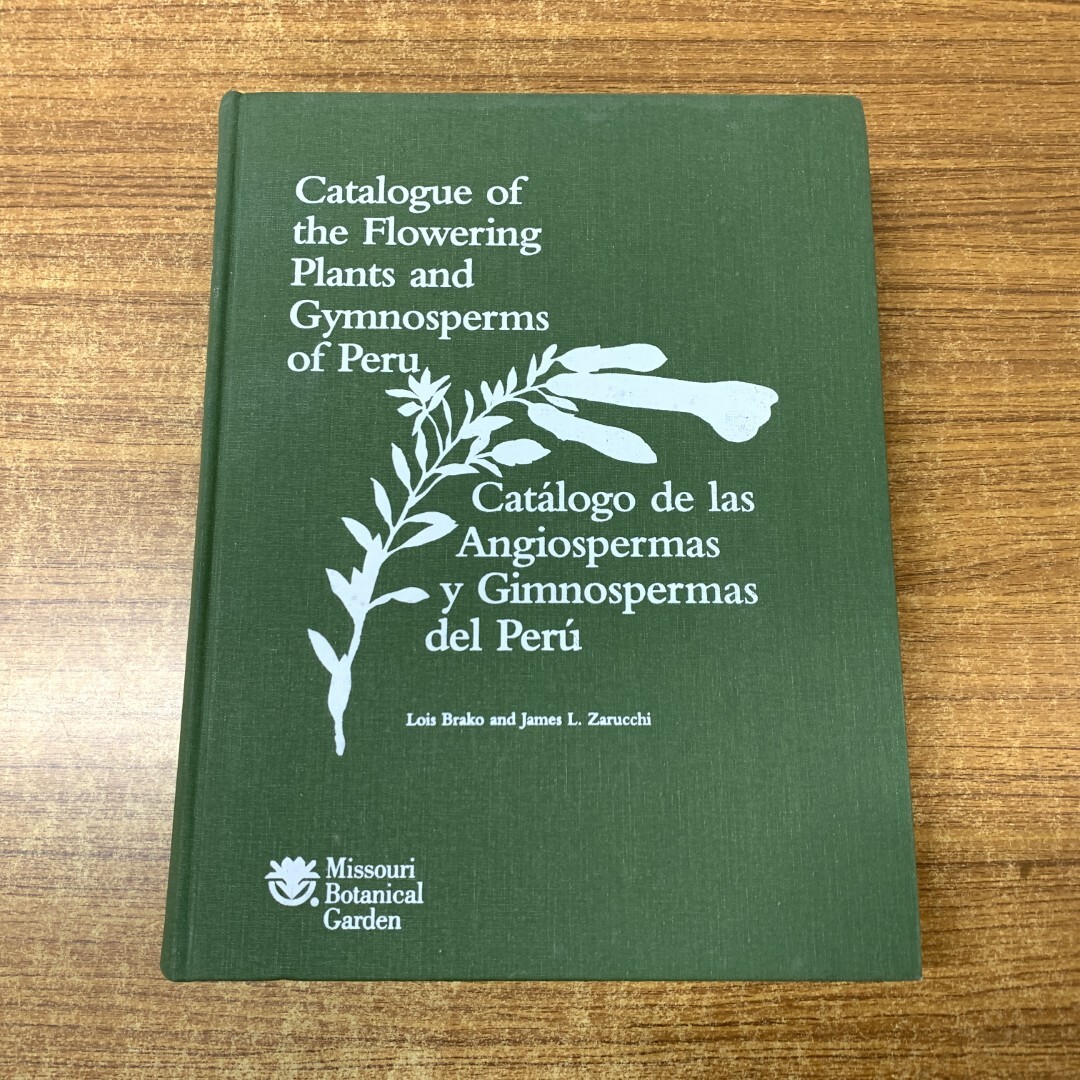 Catalogue of
the Flowering
Plants and
Gymnosperms
of Peru
Catálogo de las
Angiospermas
y Gimnospermas
del Perú
Lois Brako and James L. Zarucchi
Missouri
Botanical
Garden